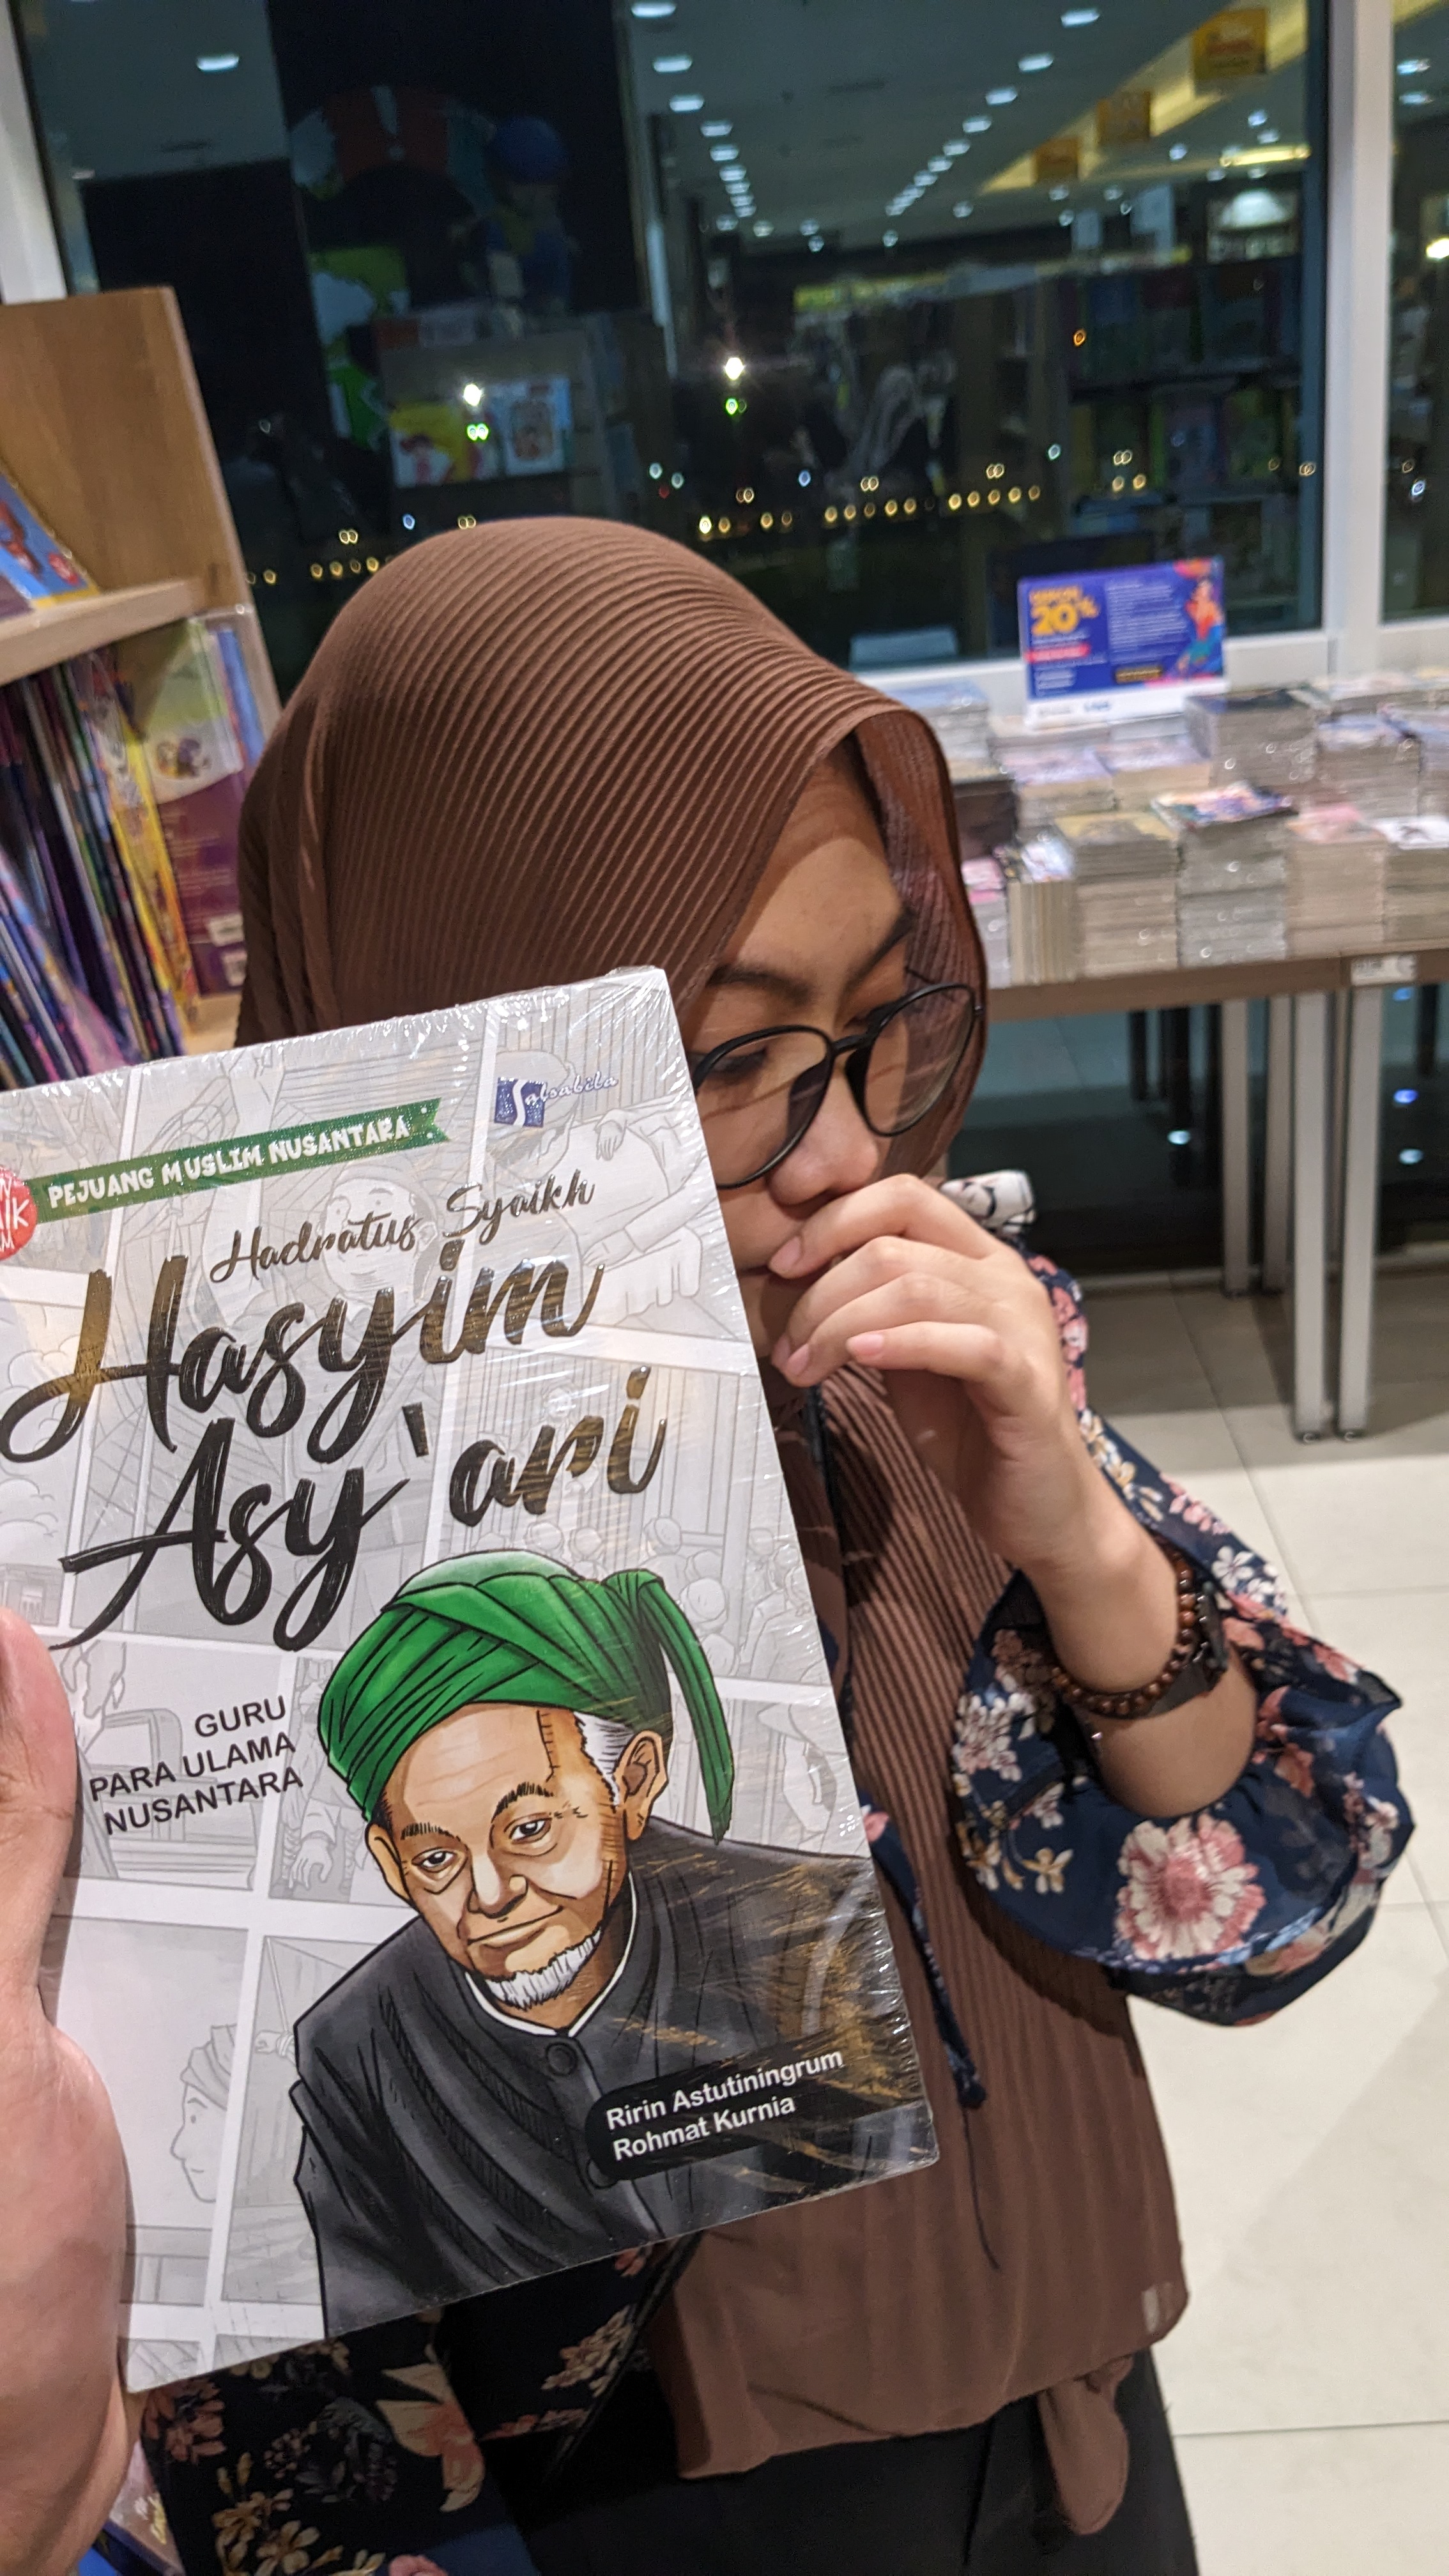 Salsabila
PEJUANG MUSLIM NUSANTARA
Hadratus Syaikh
Hasyim
Asy'ari
GURU
PARA ULAMA
NUSANTARA
Ririn Astutiningrum
Rohmat Kurnia
20%